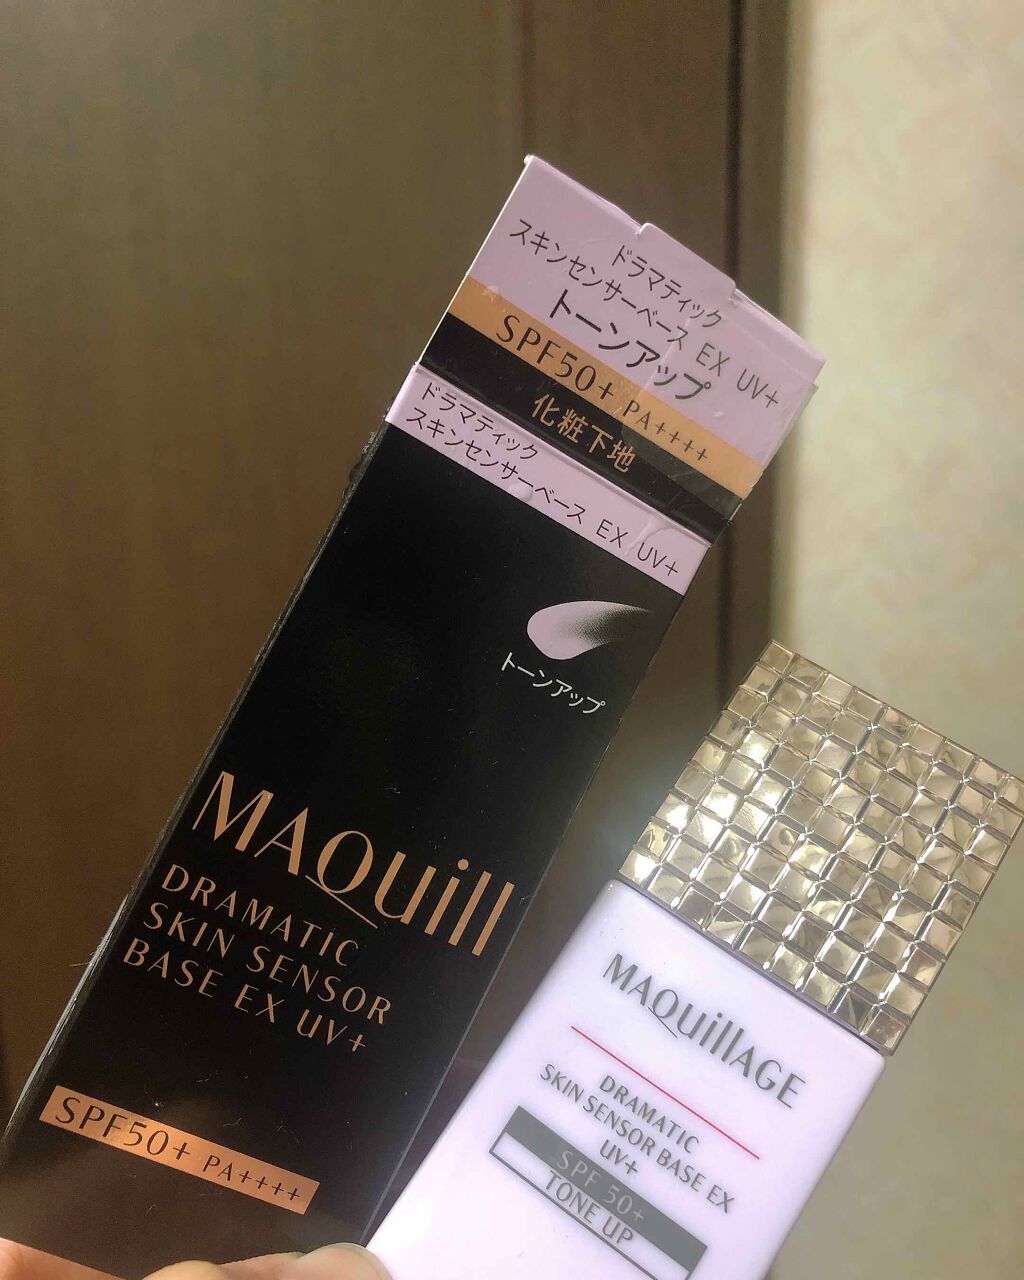 ドラマティック
スキンセンサーベース EX UV+
トーンアップ
SPF50+ PA++++
化粧下地
ドラマティック
スキンセンサーベース EX UV+
トーンアップ
MAQuill
DRAMATIC
SKIN SENSOR
BASE EX UV+
SPF50+ PA++++
MAQuillAGE
DRAMATIC
SKIN SENSOR BASE EX
UV+
SPF 50+
TONE UP